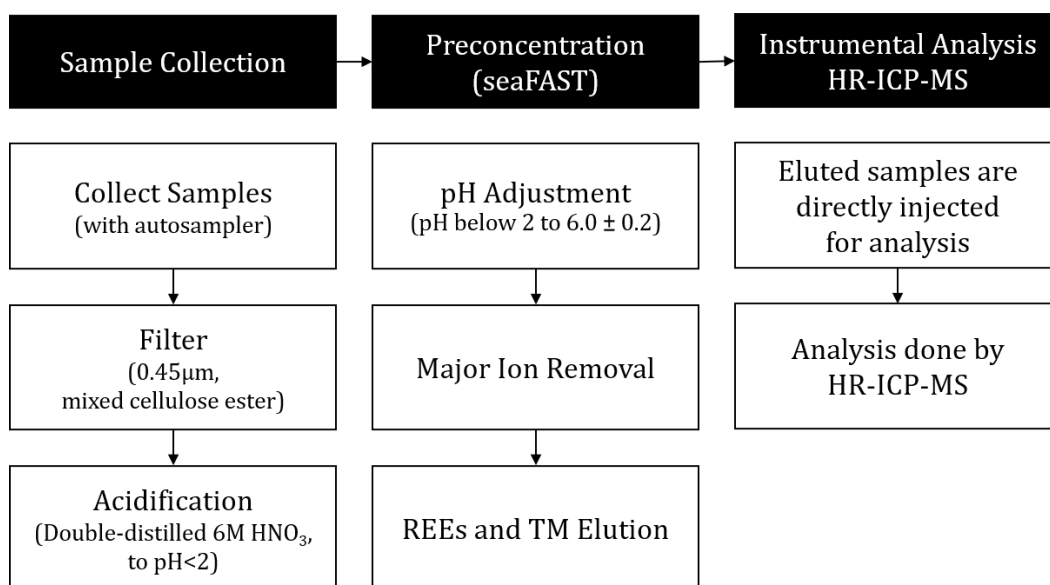 Sample Collection
Preconcentration
(seaFAST)
Instrumental Analysis
HR-ICP-MS
Collect Samples
(with autosampler)
Filter
(0.45μm,
mixed cellulose ester)
Acidification
(Double-distilled 6M HNO₃,
to pH<2)
pH Adjustment
(pH below 2 to 6.0 ± 0.2)
Major Ion Removal
REEs and TM Elution
Eluted samples are
directly injected
for analysis
Analysis done by
HR-ICP-MS